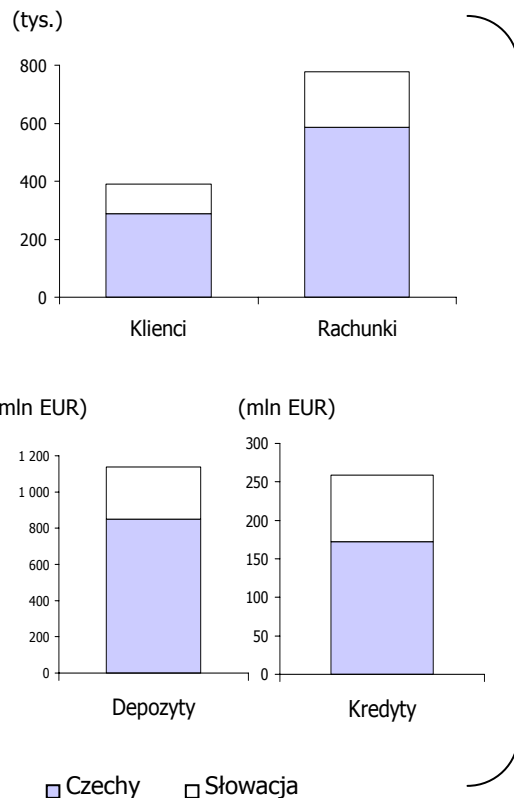 (tys.)
800
600
400
200
0
Klienci Rachunki
mln EUR)
1 200
1 000
800
600
400
200
0
Depozyty
(mln EUR)
300
250
200
150
100
50
0
Kredyty
Czechy Słowacja